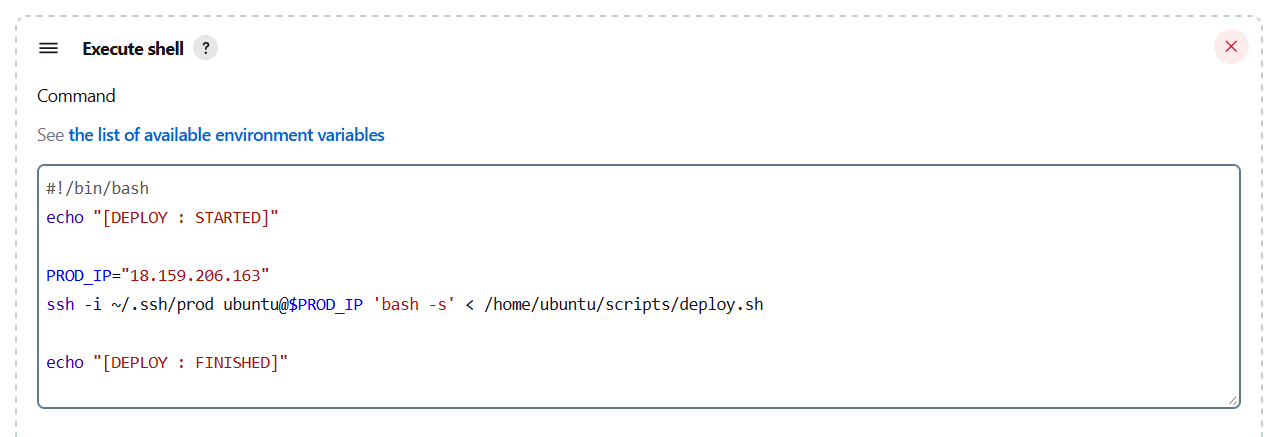 Execute shell ?
Command
See the list of available environment variables
#!/bin/bash
echo "[DEPLOY : STARTED]"
PROD_IP="18.159.206.163"
ssh -i ~/.ssh/prod ubuntu@$PROD_IP 'bash -s' < /home/ubuntu/scripts/deploy.sh
echo "[DEPLOY : FINISHED]"